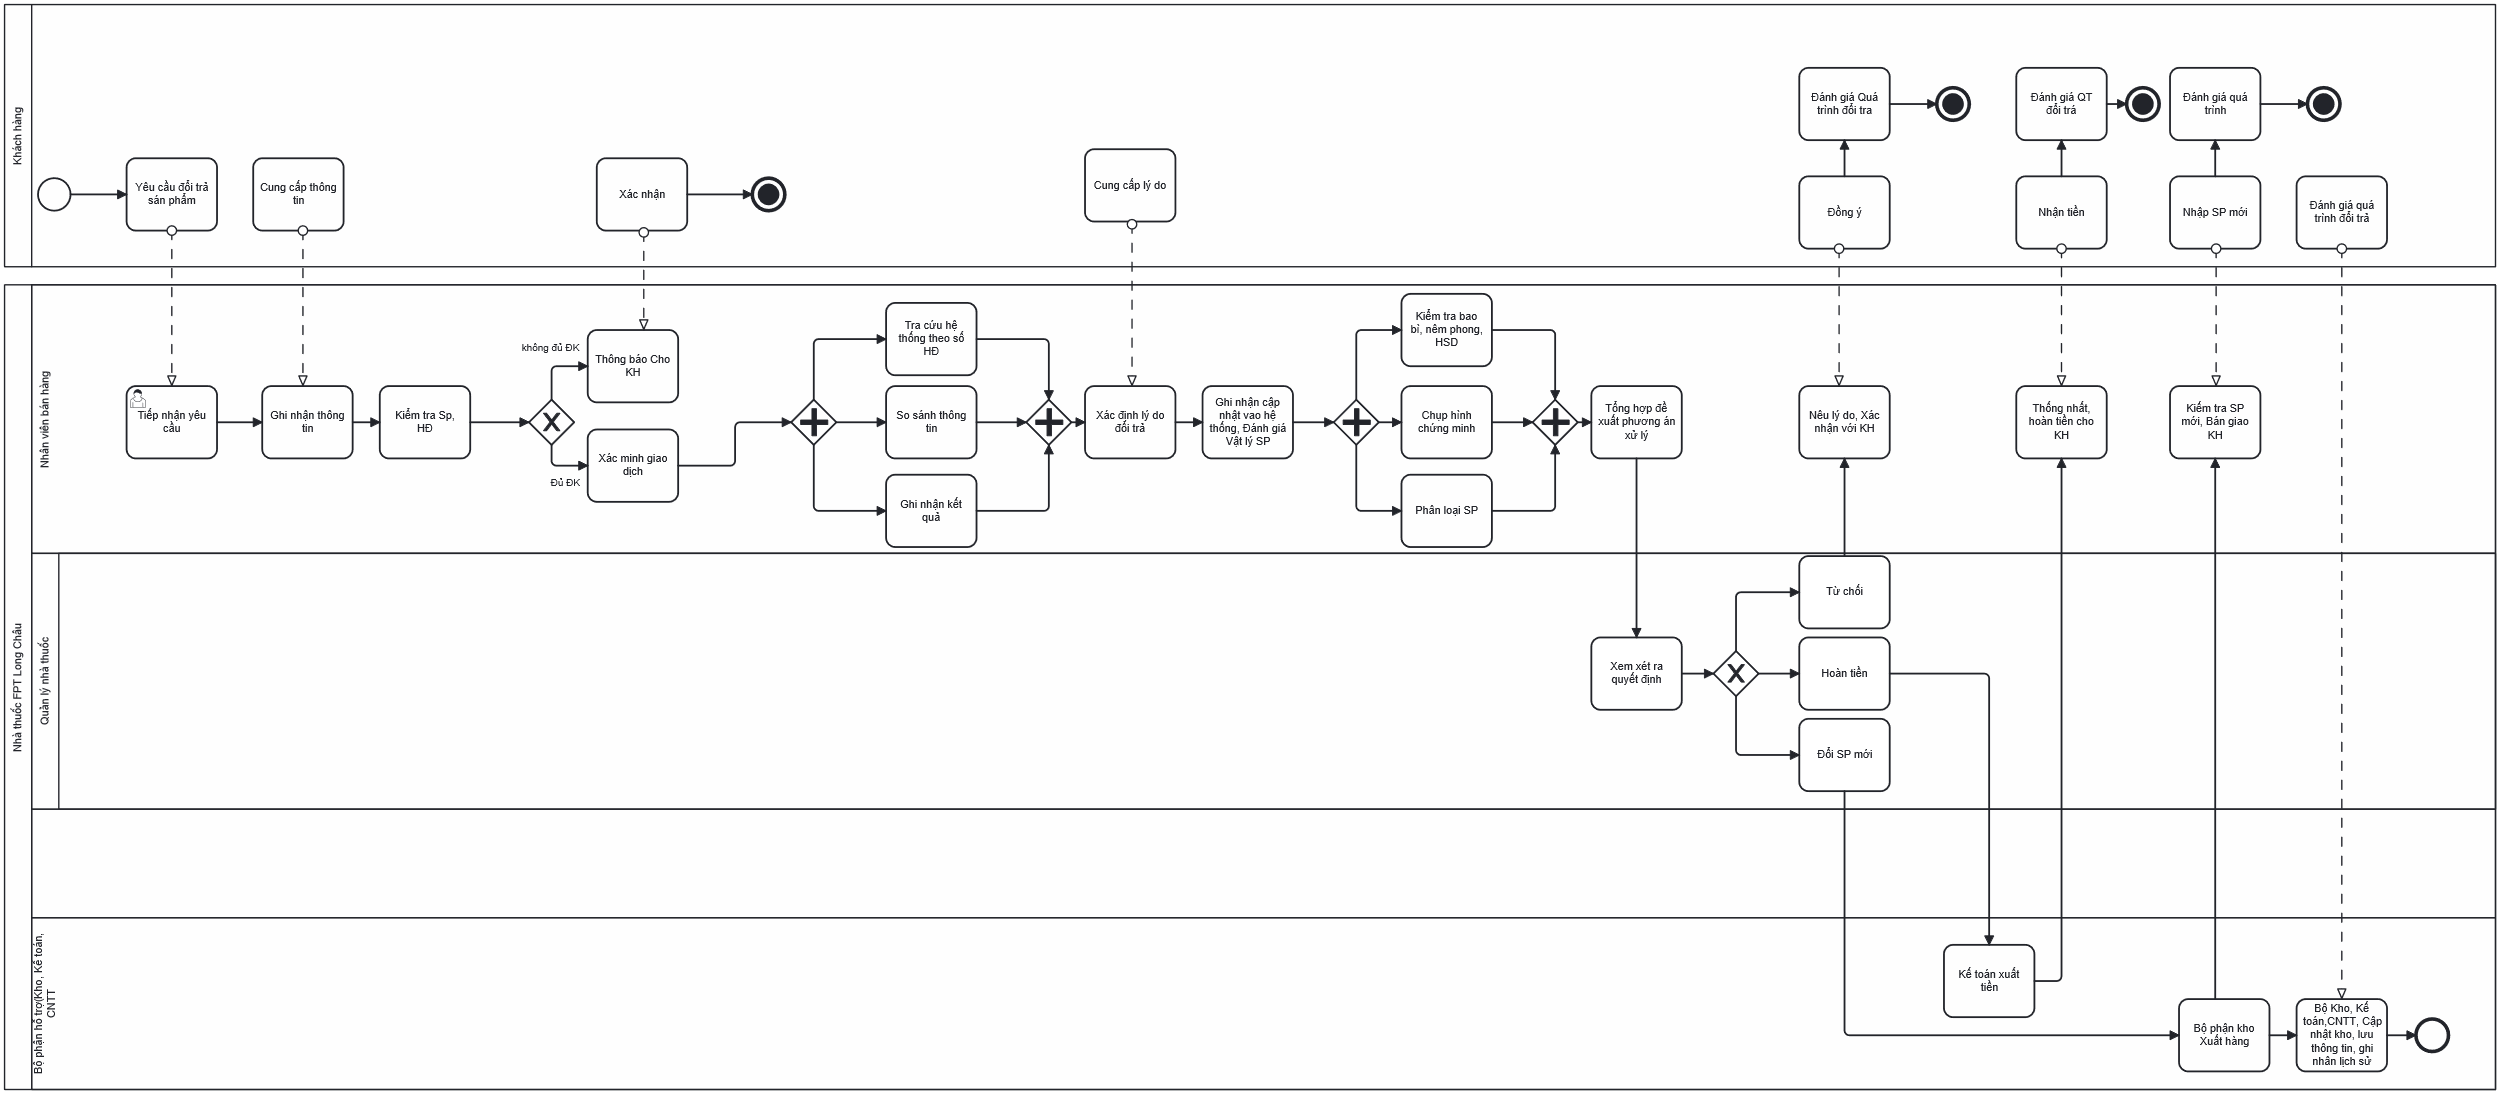 Khách hàng
Yêu cầu đổi trả
sản phẩm
Cung cấp thông
tin
Xác nhận
Cung cấp lý do
Đánh giá Quá
trình đổi tra
Đánh giá QT
đổi trả
Đánh giá quá
trình
Đồng ý
Nhận tiền
Nhập SP mới
Đánh giá quá
trình đổi trả
Nhà thuốc FPT Long Châu
Nhân viên bán hàng
Tiếp nhận yêu
cầu
Ghi nhận thông
tin
Kiểm tra Sp,
HĐ
không đủ ĐK
Thông báo Cho
KH
Đủ ĐK
Xác minh giao
dịch
Tra cứu hệ
thống theo số
HĐ
So sánh thông
tin
Ghi nhận kết
quả
Xác định lý do
đổi trả
Ghi nhận cập
nhật vao hệ
thống, Đánh giá
Vật lý SP
Kiểm tra bao
bì, nêm phong,
HSD
Chụp hình
chứng minh
Phân loại SP
Tổng hợp đề
xuất phương án
xử lý
Nêu lý do, Xác
nhận với KH
Thống nhất,
hoàn tiền cho
KH
Kiểm tra SP
mới, Bán giao
KH
Quản lý nhà thuốc
Xem xét ra
quyết định
Từ chối
Hoàn tiền
Đổi SP mới
Bộ phận hỗ trợ(Kho, Kế toán,
CNTT
Kế toán xuất
tiền
Bộ phận kho
Xuất hàng
Bộ Kho, Kế
toán,CNTT, Cập
nhật kho, lưu
thông tin, ghi
nhân lịch sử